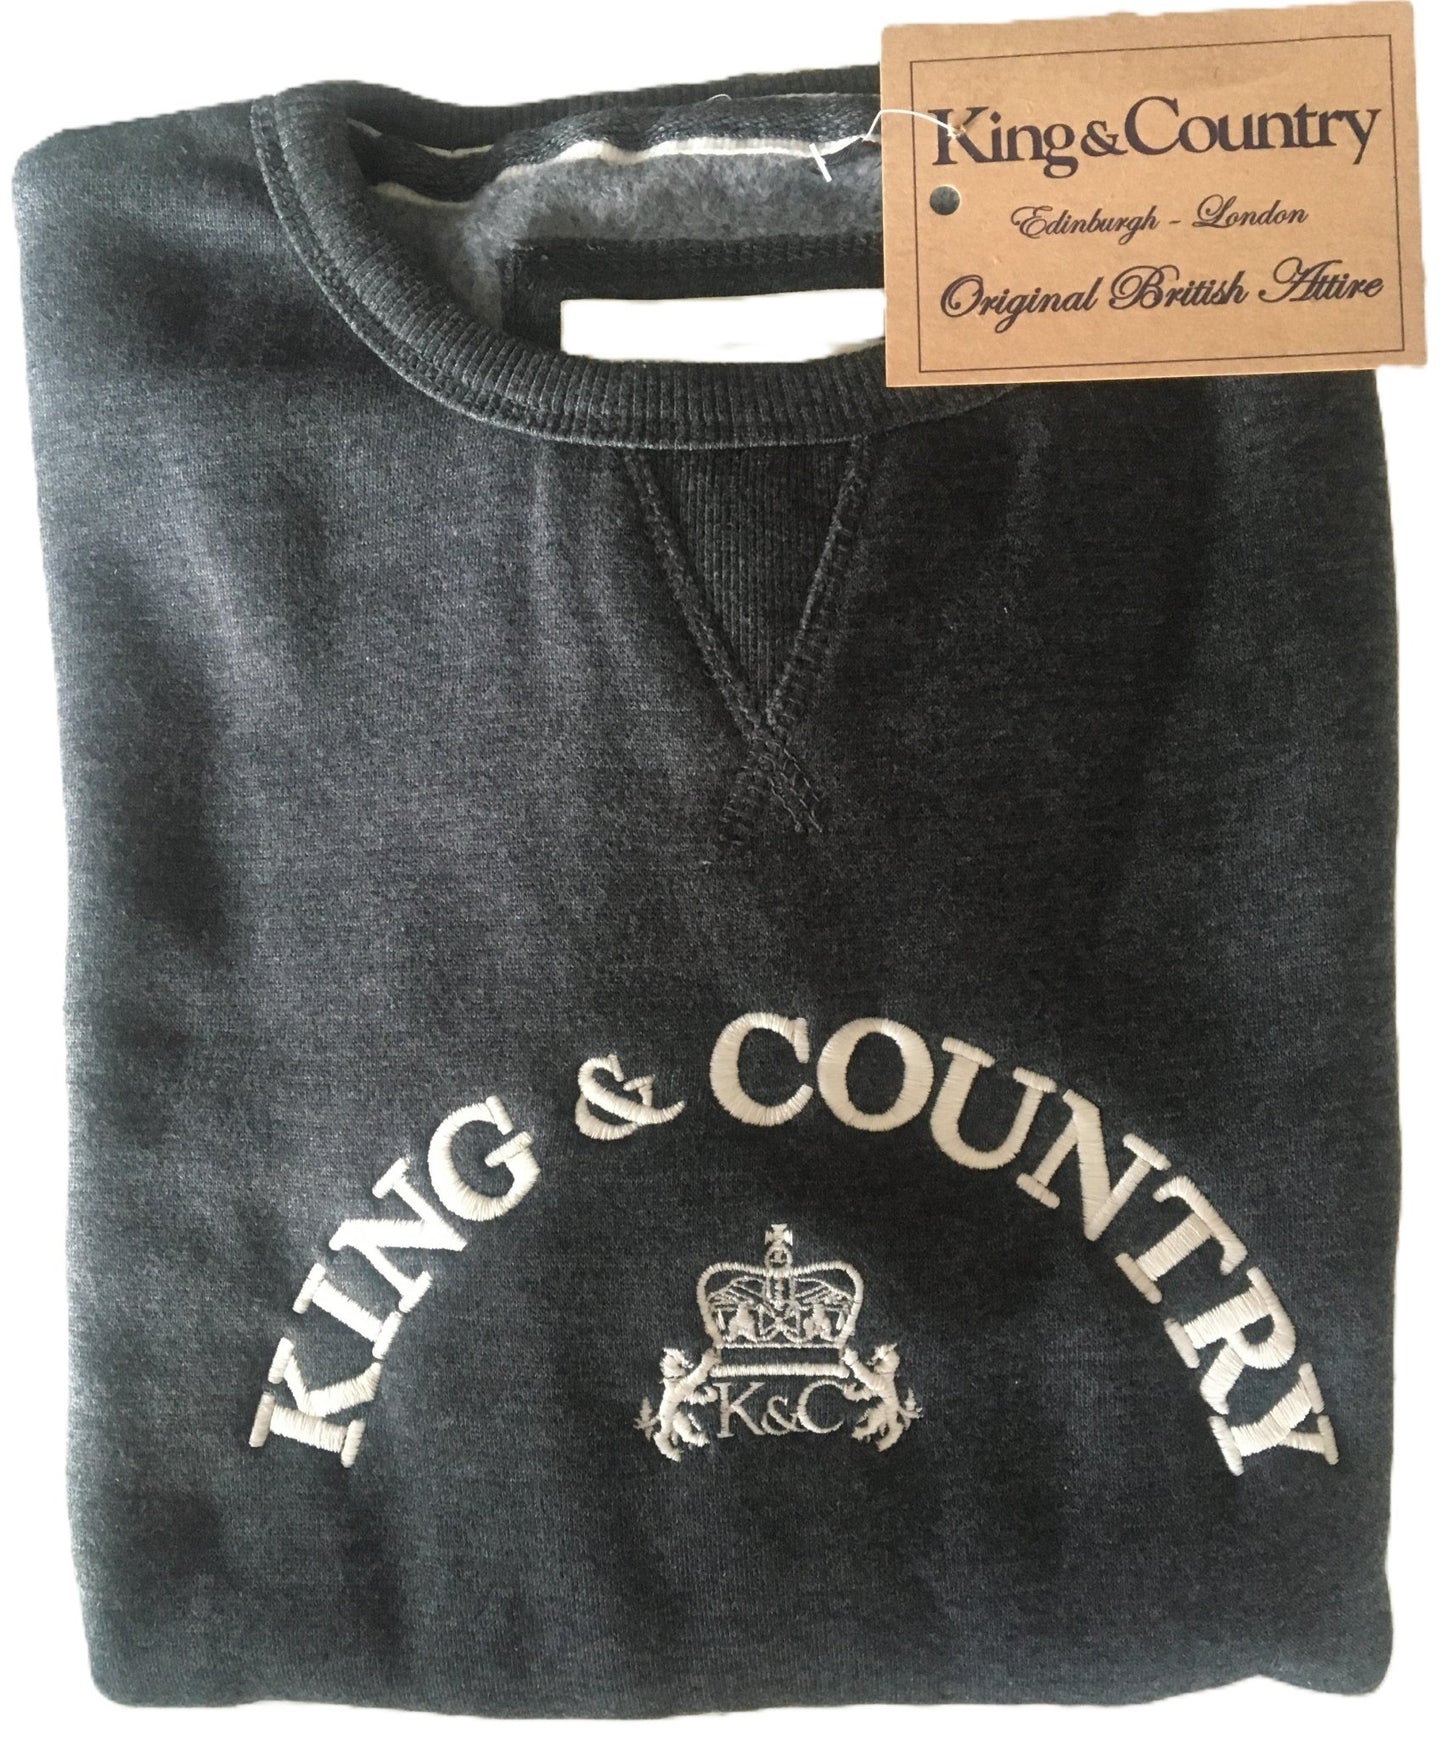 King&Country
Edinburgh - London
Original British Attire
KING & COUNTRY
K&C